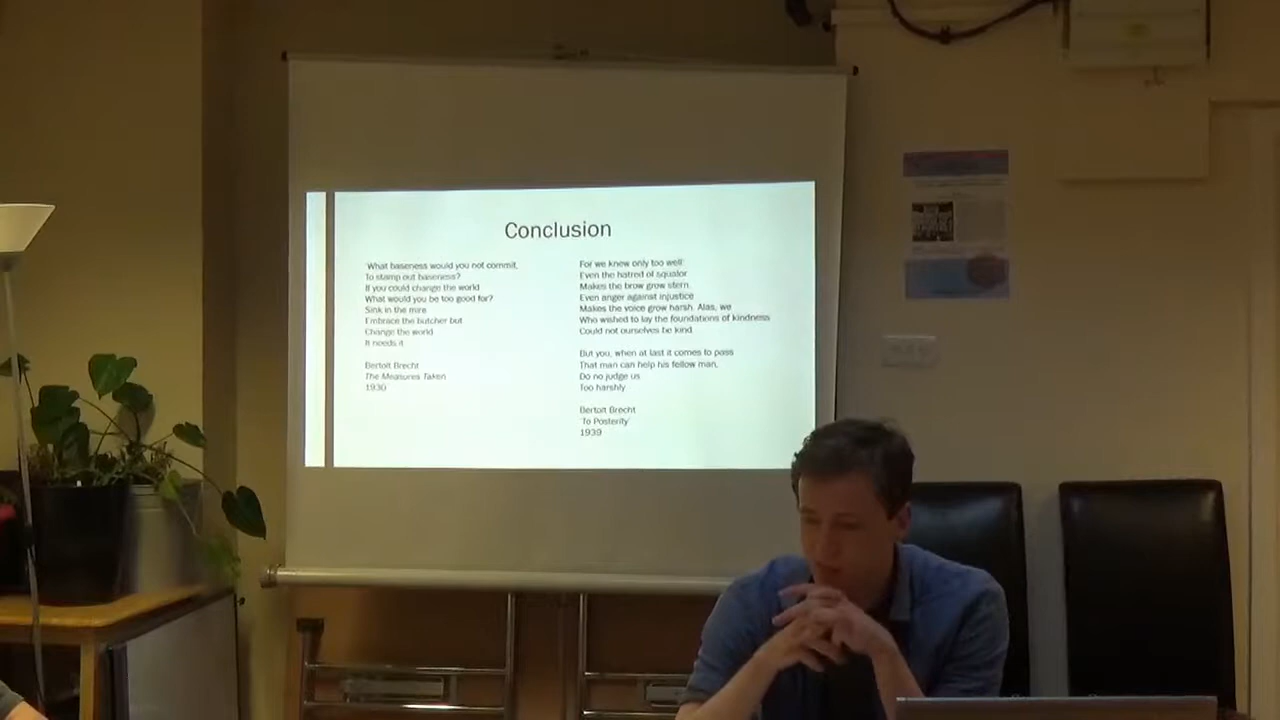 Conclusion
'What baseness would you not commit,
To stamp out baseness?
If you could change the world
What would you be too good for?
Sink in the mire
Embrace the butcher but
Change the world
It needs it
Bertolt Brecht
The Measures Taken
1930
For we knew only too well:
Even the hatred of squalor
Makes the brow grow stern.
Even anger against injustice
Makes the voice grow harsh. Alas, we
Who wished to lay the foundations of kindness
Could not ourselves be kind.
But you, when at last it comes to pass
That man can help his fellow man,
Do no judge us
Too harshly
Bertolt Brecht
'To Posterity'
1939